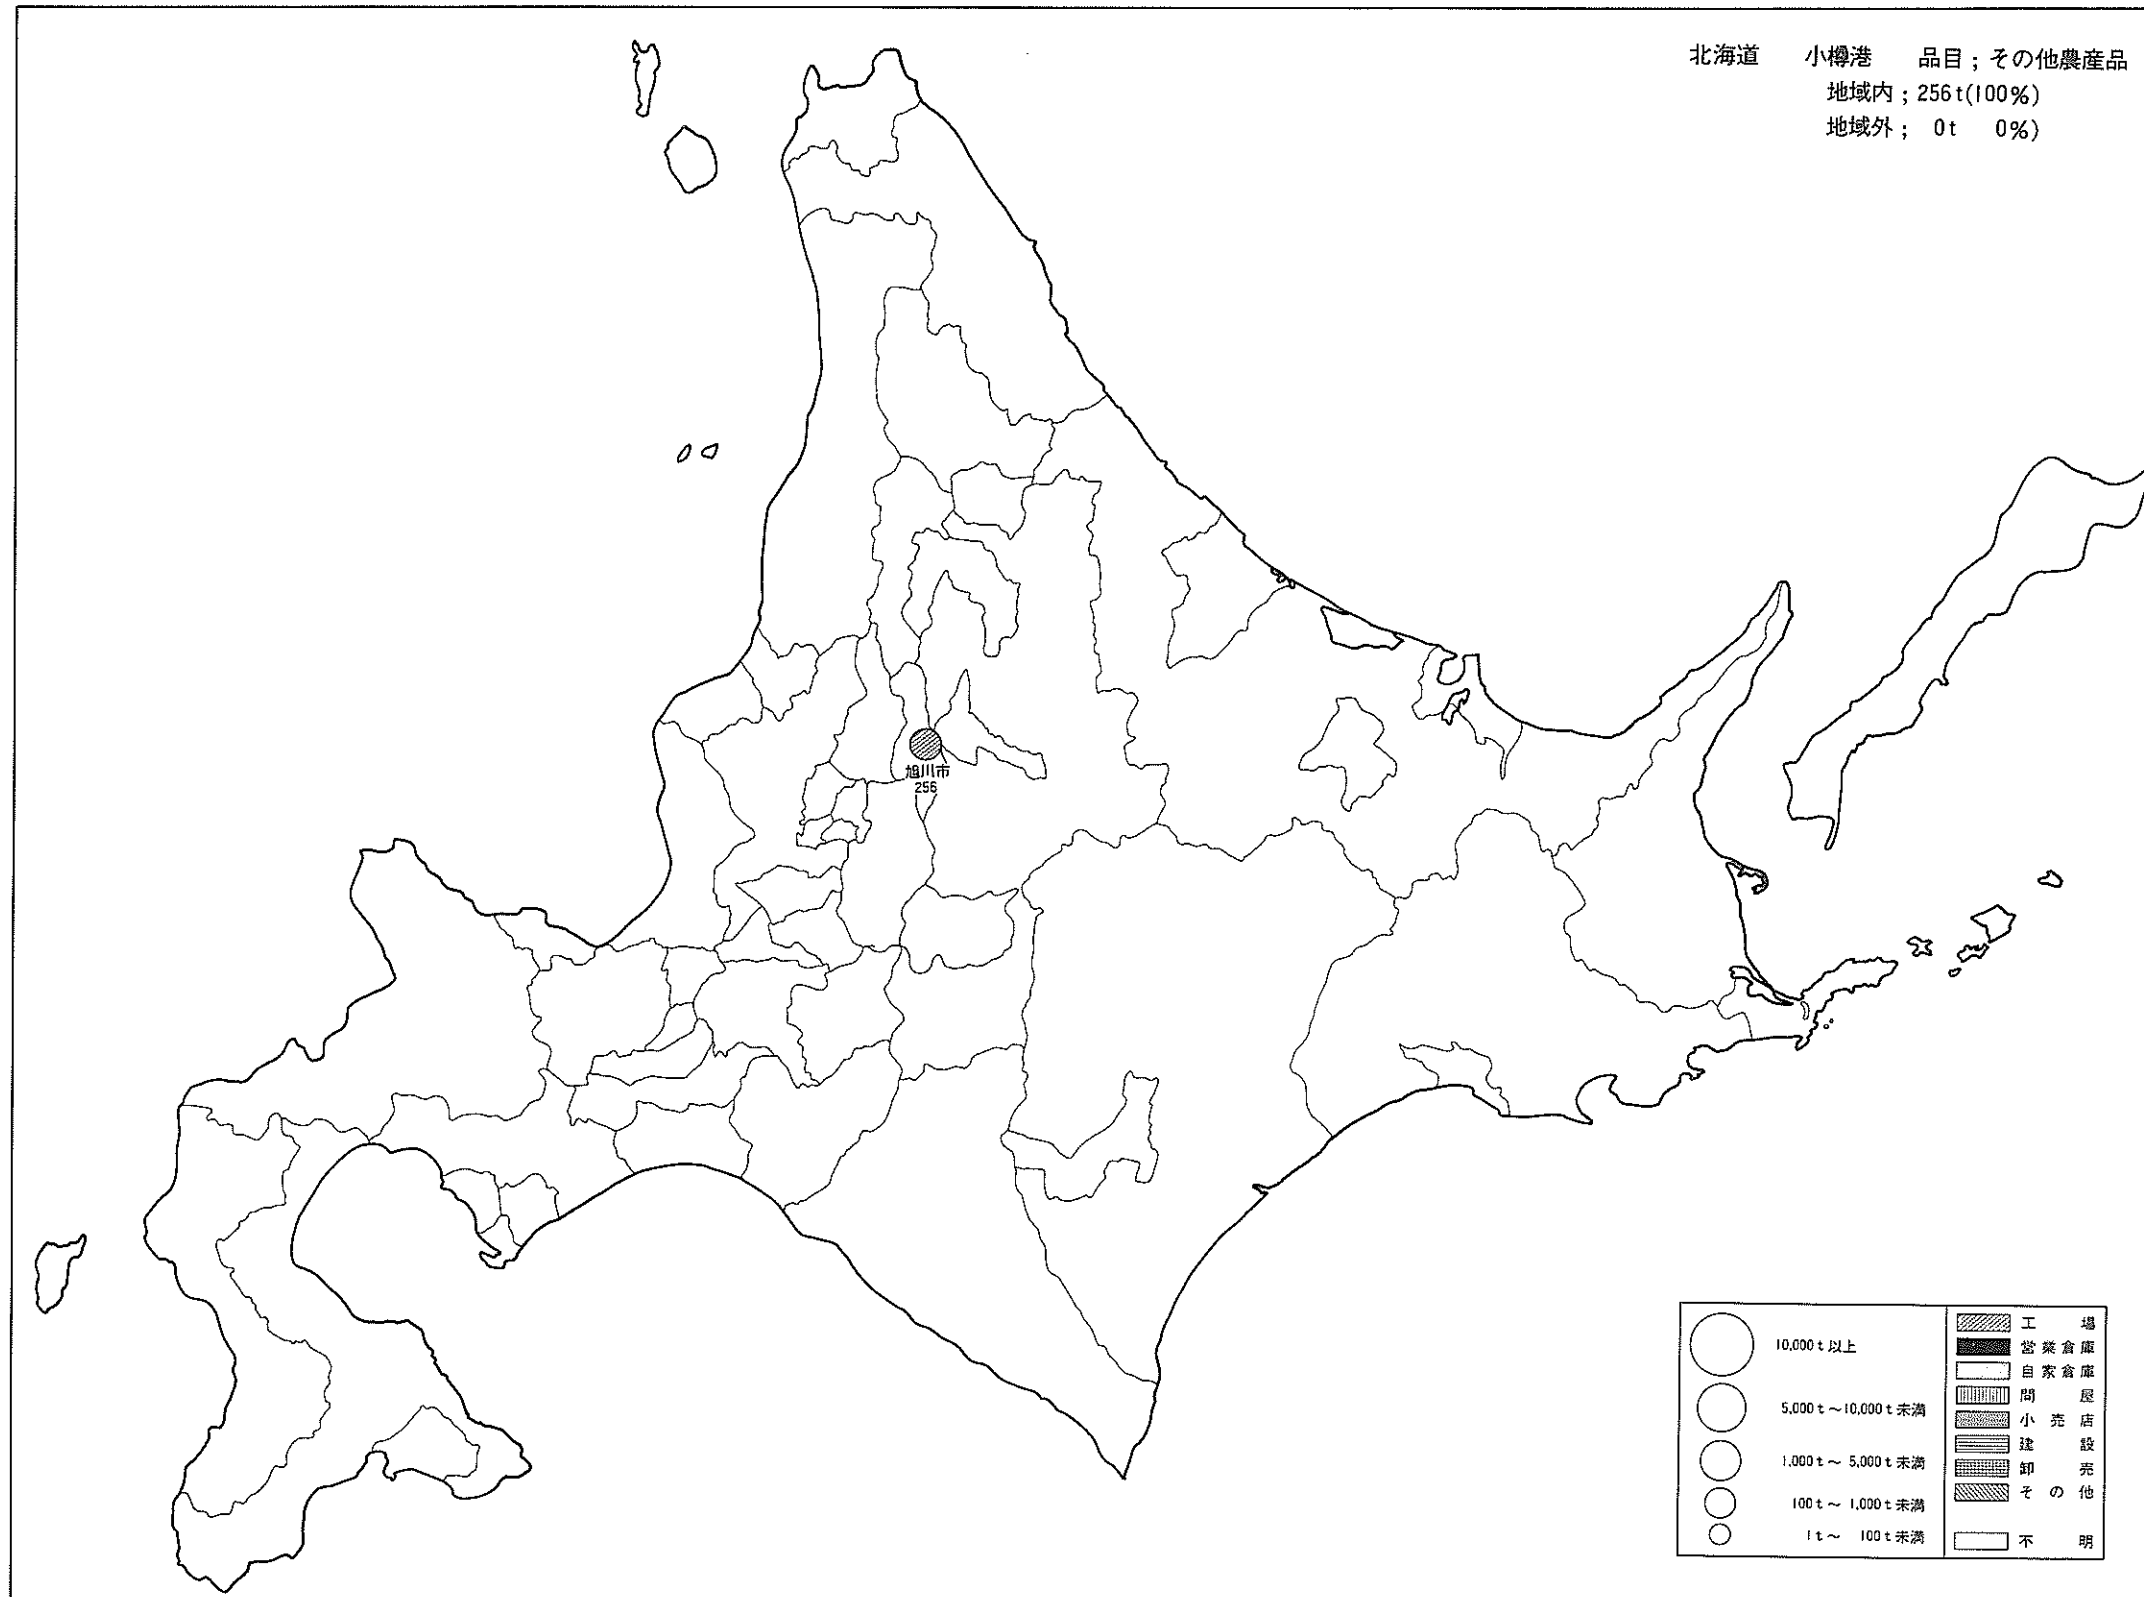 北海道 小樽港 品目；その他農産品
地域内；256t(100%)
地域外； 0t 0%)
旭川市
256
10,000t以上
5,000t～10,000t未満
1,000t～ 5,000t未満
100t～ 1,000t未満
1t～ 100t未満
工場
営業倉庫
自家倉庫
問屋
小売店
建設
卸売
その他
不明